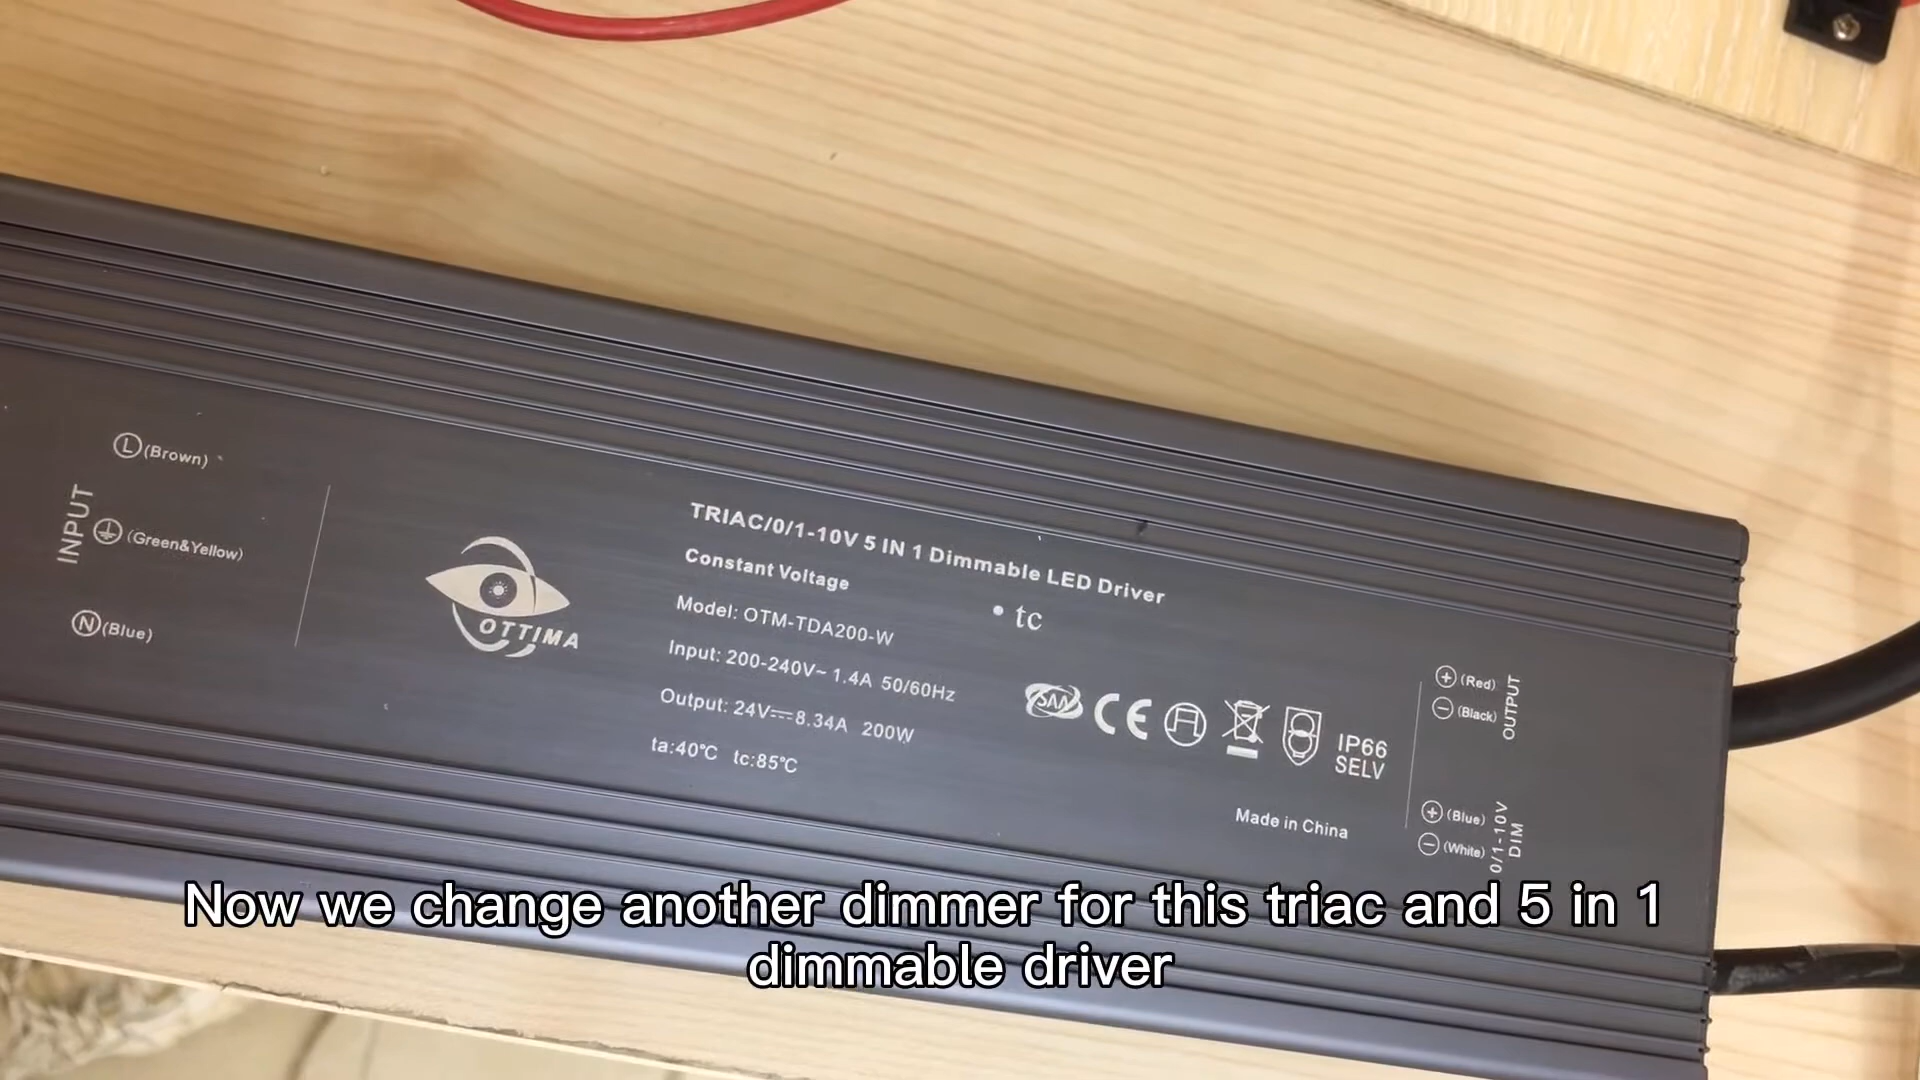 INPUT
L (Brown)
(Green&Yellow)
N (Blue)
OTTIMA
TRIAC/0/1-10V 5 IN 1 Dimmable LED Driver
Constant Voltage
• tc
Model: OTM-TDA200-W
Input: 200-240V~ 1.4A 50/60Hz
Output: 24V⎓8.34A 200W
ta:40℃ tc:85℃
SAA
CE
IP66
SELV
Made in China
+ (Red)
- (Black)
OUTPUT
+ (Blue)
- (White)
0/1-10V
DIM
Now we change another dimmer for this triac and 5 in 1
dimmable driver